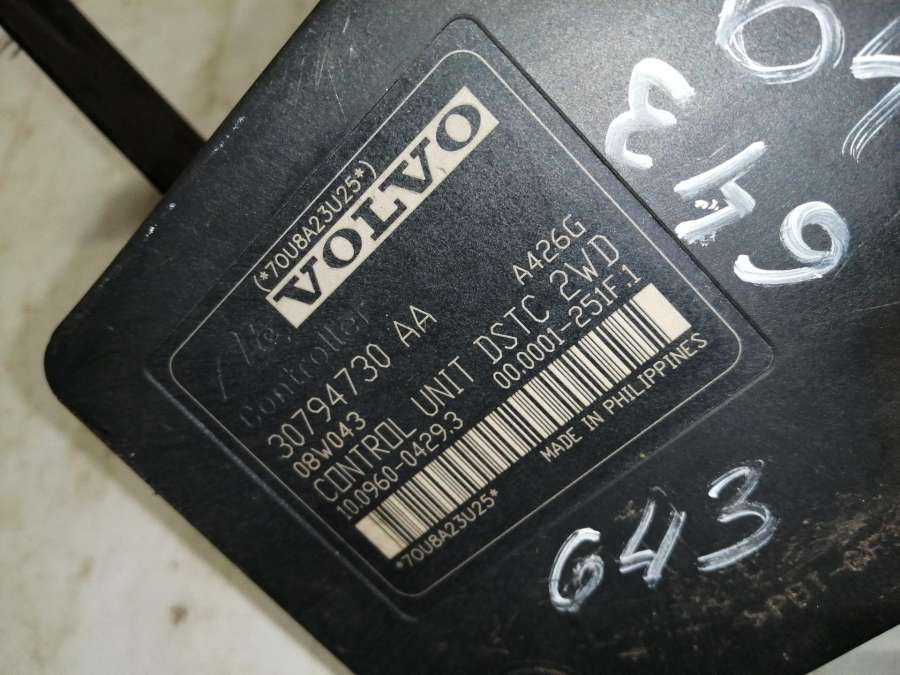 (*70U8A23U25*)
VOLVO
Controller
30794730 AA A426G
08W043
CONTROL UNIT DSTC 2WD
10.0960-0429.3 00.0001-251F.1
*70U8A23U25*
MADE IN PHILIPPINES
643
643